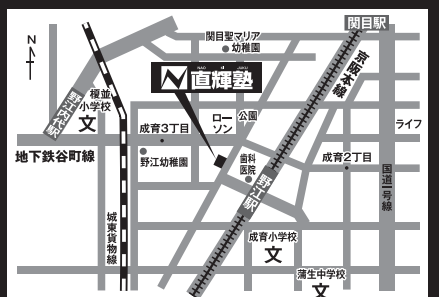 関目駅
N
関目聖マリア
幼稚園
京阪本線
NAO JUKU
直輝塾
榎並
小学校
文
野江内代駅
ローソン
公園
ライフ
成育3丁目
地下鉄谷町線
野江幼稚園
歯科
医院
成育2丁目
野江駅
国道一号線
城東貨物線
成育小学校
文
蒲生中学校
文